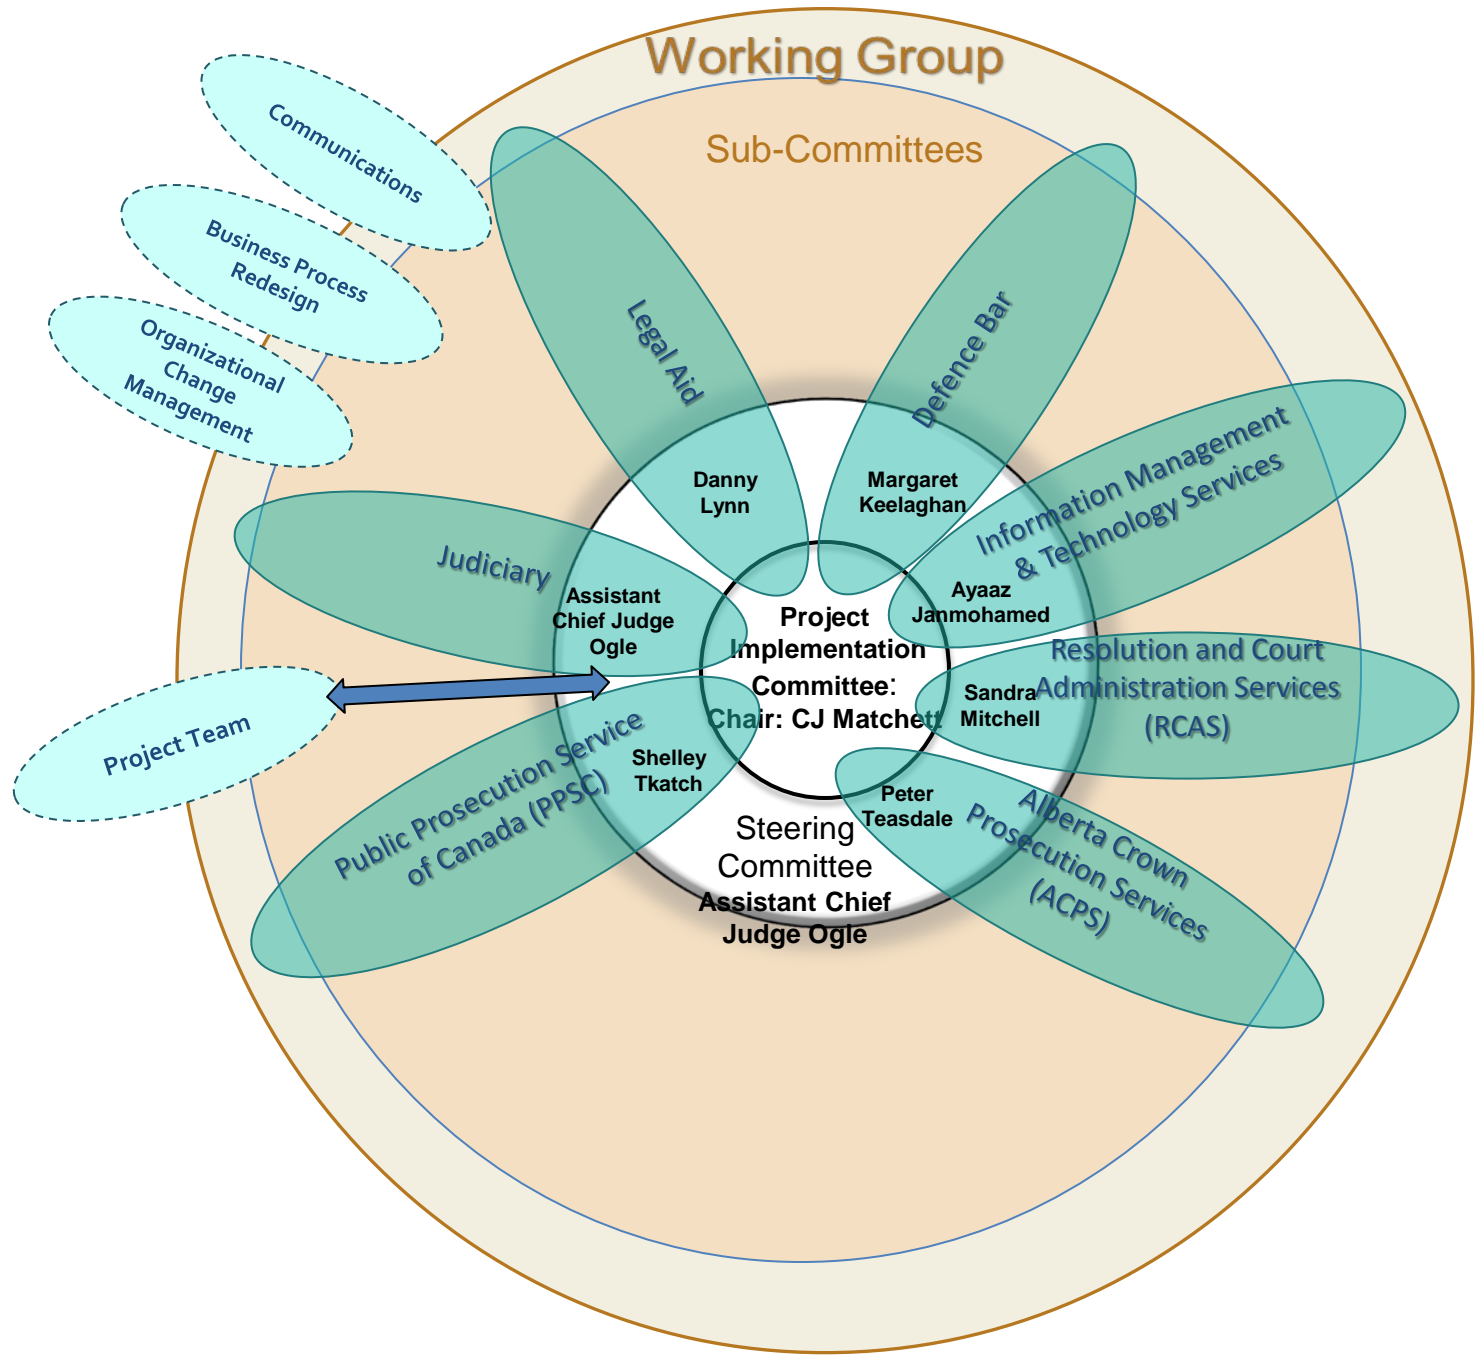 Working Group
Sub-Committees
Communications
Business Process
Redesign
Organizational
Change
Management
Legal Aid
Defence Bar
Information Management
& Technology Services
Danny
Lynn
Margaret
Keelaghan
Judiciary
Assistant
Chief Judge
Ogle
Ayaaz
Janmohamed
Project
Implementation
Committee:
Chair: CJ Matchett
Resolution and Court
Administration Services
(RCAS)
Sandra
Mitchell
Project Team
Public Prosecution Service
of Canada (PPSC)
Shelley
Tkatch
Peter
Teasdale
Alberta Crown
Prosecution Services
(ACPS)
Steering
Committee
Assistant Chief
Judge Ogle